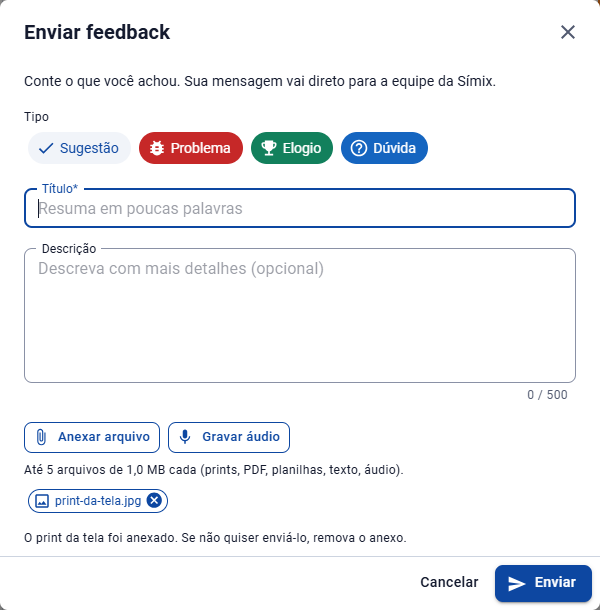 Enviar feedback
Conte o que você achou. Sua mensagem vai direto para a equipe da Símix.
Tipo
Sugestão Problema Elogio Dúvida
Título*
Resuma em poucas palavras
Descrição
Descreva com mais detalhes (opcional)
0 / 500
Anexar arquivo Gravar áudio
Até 5 arquivos de 1,0 MB cada (prints, PDF, planilhas, texto, áudio).
print-da-tela.jpg
O print da tela foi anexado. Se não quiser enviá-lo, remova o anexo.
Cancelar Enviar